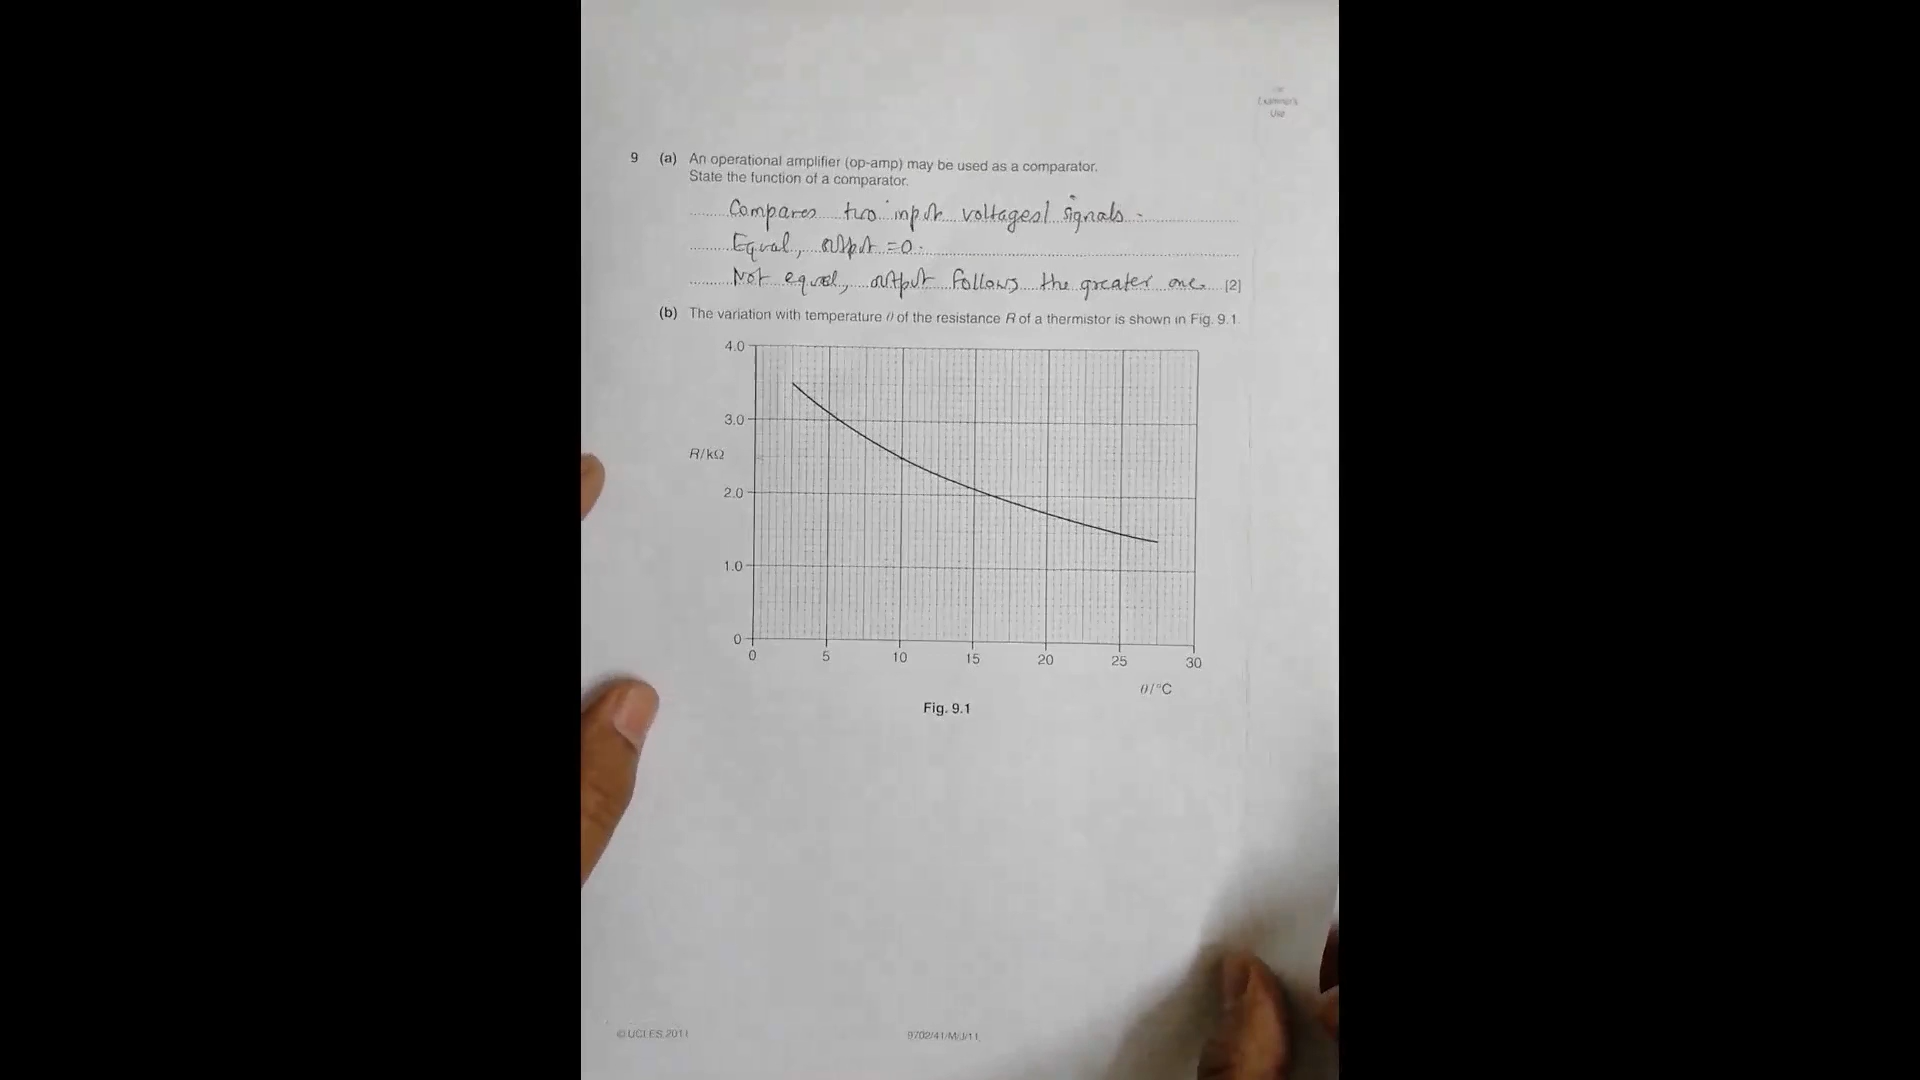 For
Examiner's
Use
9 (a) An operational amplifier (op-amp) may be used as a comparator.
State the function of a comparator.
Compares two input voltages/ signals.
Equal, output = 0.
Not equal, output follows the greater one. [2]
(b) The variation with temperature θ of the resistance R of a thermistor is shown in Fig. 9.1.
4.0
3.0
R/kΩ
2.0
1.0
0
0 5 10 15 20 25 30
θ/°C
Fig. 9.1
© UCLES 2011 9702/41/M/J/11